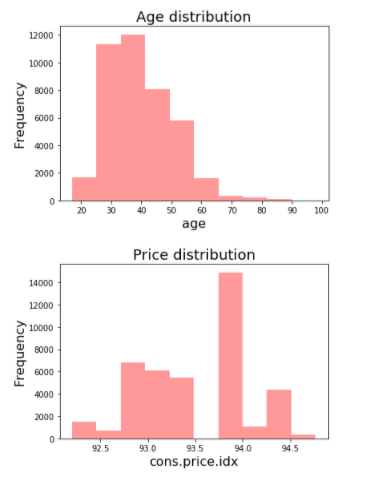 Age distribution
12000
10000
8000
6000
4000
2000
0
Frequency
20 30 40 50 60 70 80 90 100
age
Price distribution
14000
12000
10000
8000
6000
4000
2000
0
Frequency
92.5 93.0 93.5 94.0 94.5
cons.price.idx